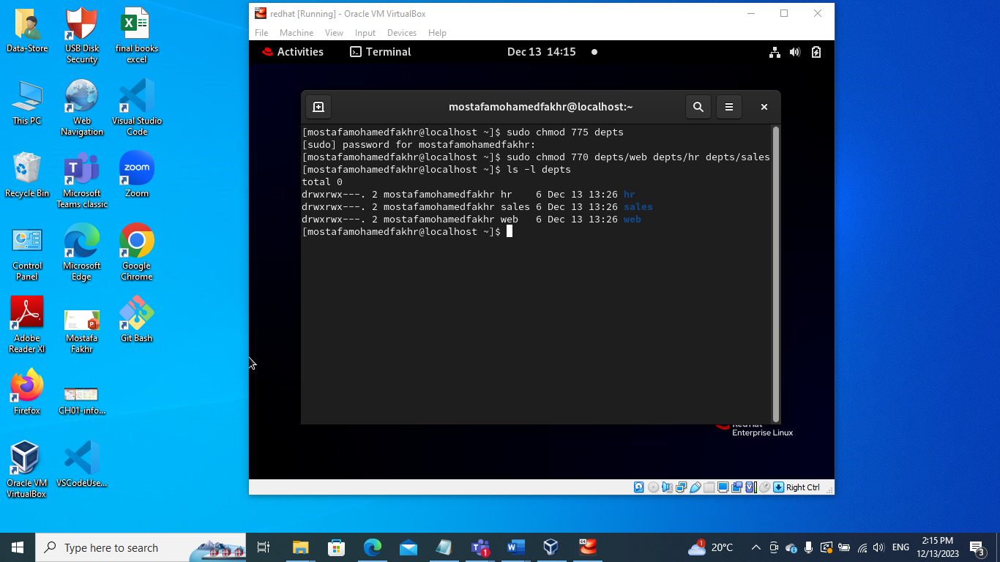 Data-Store
USB Disk
Security
final books
excel
This PC
Web
Navigation
Visual Studio
Code
Recycle Bin
Microsoft
Teams classic
zoom
Zoom
Control
Panel
Microsoft
Edge
Google
Chrome
Adobe
Reader XI
Mostafa
Fakhr
Git Bash
Firefox
CH01-info...
Oracle VM
VirtualBox
VSCodeUse...
redhat [Running] - Oracle VM VirtualBox
File Machine View Input Devices Help
Activities Terminal Dec 13 14:15
mostafamohamedfakhr@localhost:~
[mostafamohamedfakhr@localhost ~]$ sudo chmod 775 depts
[sudo] password for mostafamohamedfakhr:
[mostafamohamedfakhr@localhost ~]$ sudo chmod 770 depts/web depts/hr depts/sales
[mostafamohamedfakhr@localhost ~]$ ls -l depts
total 0
drwxrwx---. 2 mostafamohamedfakhr hr    6 Dec 13 13:26 hr
drwxrwx---. 2 mostafamohamedfakhr sales 6 Dec 13 13:26 sales
drwxrwx---. 2 mostafamohamedfakhr web   6 Dec 13 13:26 web
[mostafamohamedfakhr@localhost ~]$
Enterprise Linux
Right Ctrl
Type here to search
1
1
20°C
ENG
2:15 PM
12/13/2023
3